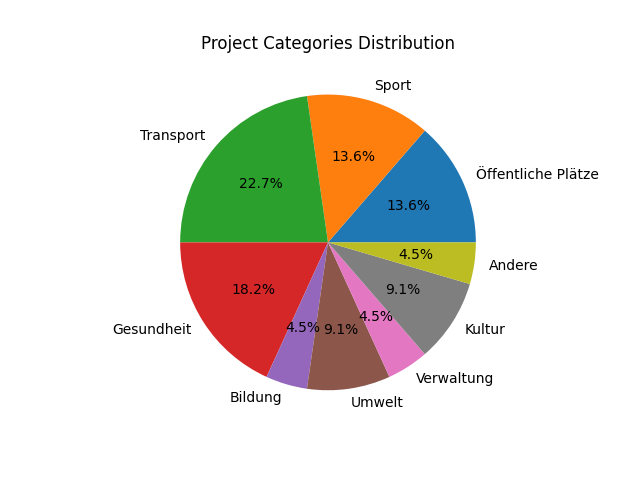 Project Categories Distribution
Sport
Transport
13.6%
Öffentliche Plätze
22.7%
13.6%
4.5%
Andere
18.2%
9.1%
4.5%
4.5%
9.1%
Gesundheit
Kultur
Verwaltung
Bildung
Umwelt